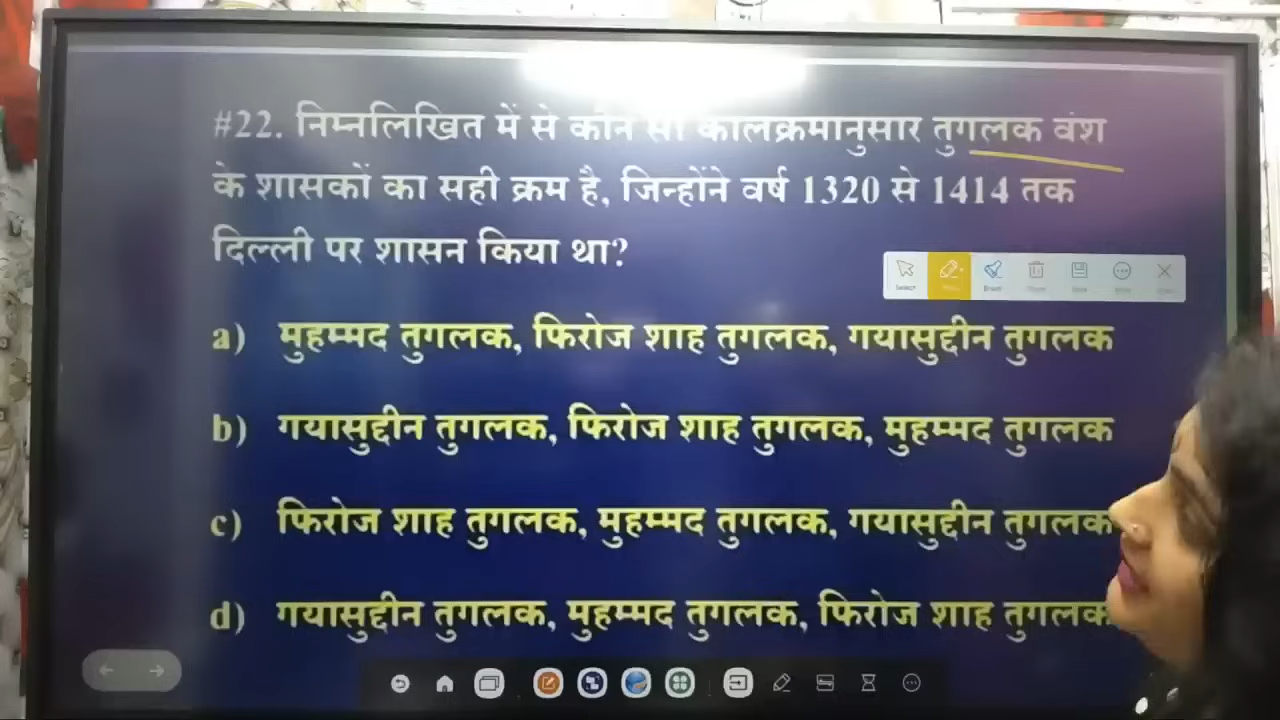 #22. निम्नलिखित में से कौन सा कालक्रमानुसार तुगलक वंश
के शासकों का सही क्रम है, जिन्होंने वर्ष 1320 से 1414 तक
दिल्ली पर शासन किया था?
Select
a) मुहम्मद तुगलक, फिरोज शाह तुगलक, गयासुद्दीन तुगलक
b) गयासुद्दीन तुगलक, फिरोज शाह तुगलक, मुहम्मद तुगलक
c) फिरोज शाह तुगलक, मुहम्मद तुगलक, गयासुद्दीन तुगलक
d) गयासुद्दीन तुगलक, मुहम्मद तुगलक, फिरोज शाह तुगलक